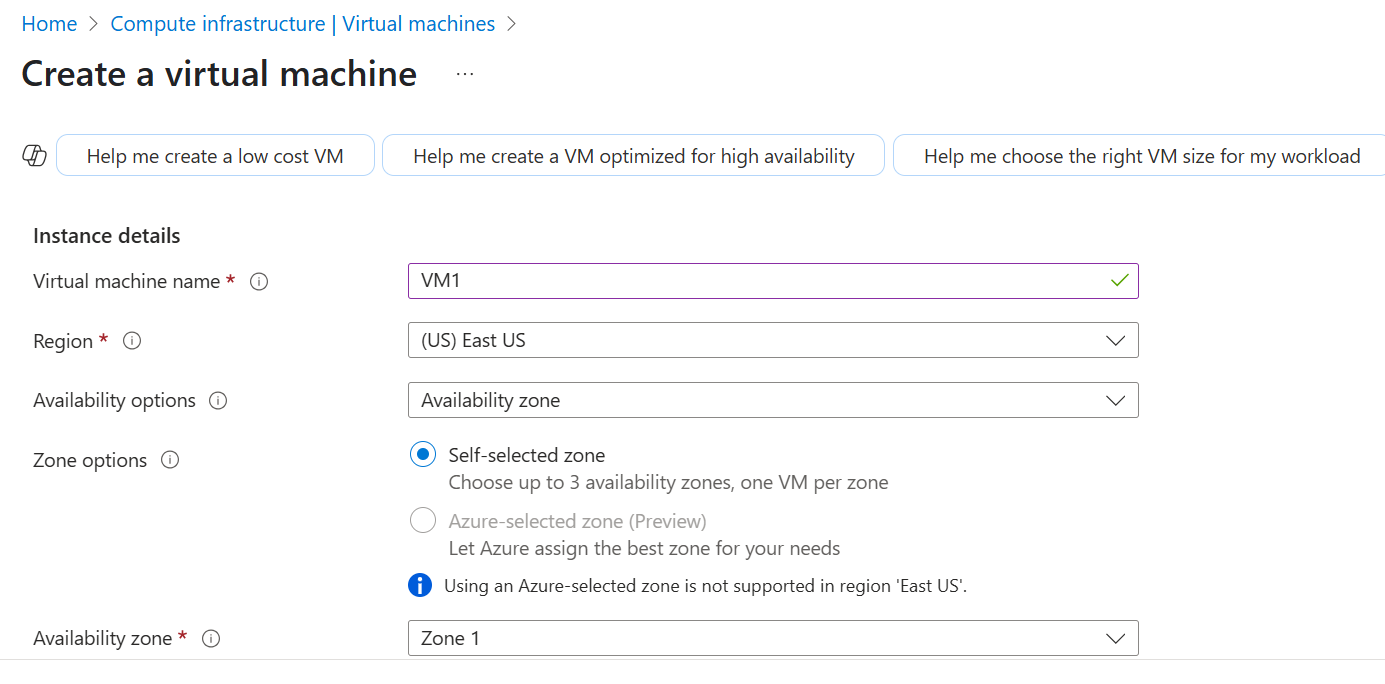 Home > Compute infrastructure | Virtual machines >
Create a virtual machine ...
Help me create a low cost VM Help me create a VM optimized for high availability Help me choose the right VM size for my workload
Instance details
Virtual machine name * VM1
Region * (US) East US
Availability options Availability zone
Zone options Self-selected zone
Choose up to 3 availability zones, one VM per zone
Azure-selected zone (Preview)
Let Azure assign the best zone for your needs
Using an Azure-selected zone is not supported in region 'East US'.
Availability zone * Zone 1